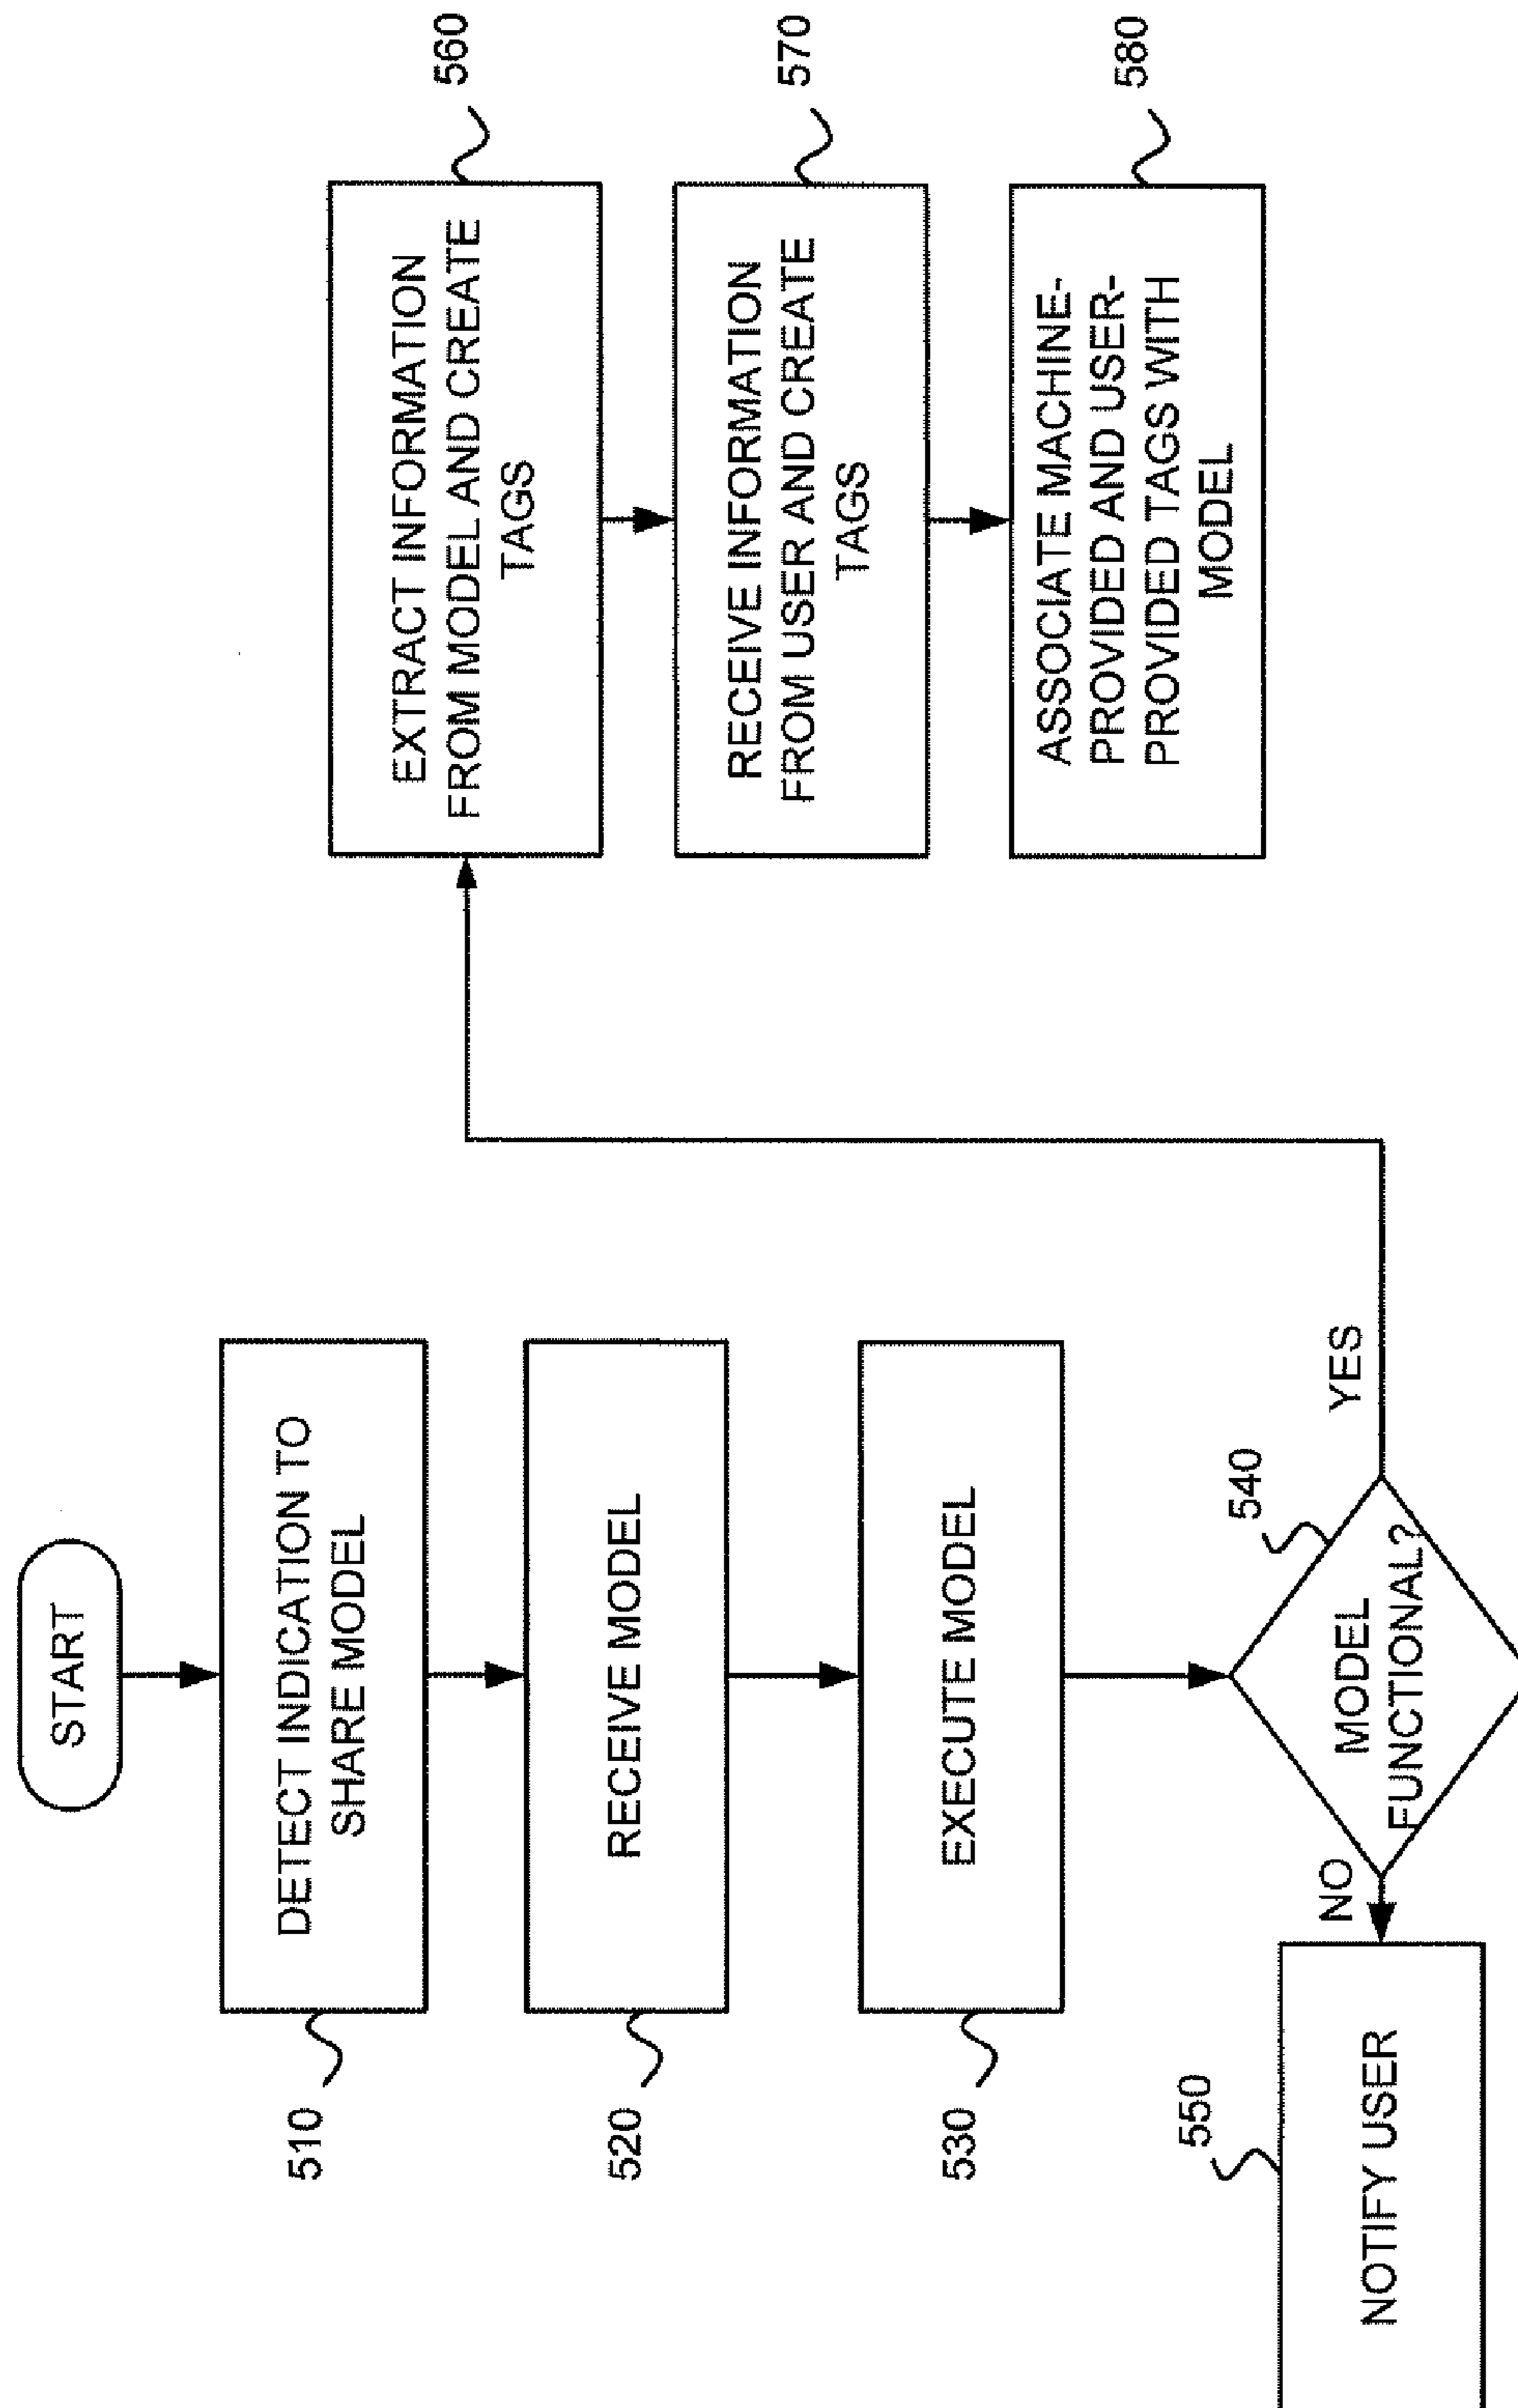 START
DETECT INDICATION TO
SHARE MODEL
510
RECEIVE MODEL
520
EXECUTE MODEL
530
MODEL
FUNCTIONAL?
540
NO
YES
NOTIFY USER
550
EXTRACT INFORMATION
FROM MODEL AND CREATE
TAGS
560
RECEIVE INFORMATION
FROM USER AND CREATE
TAGS
570
ASSOCIATE MACHINE-
PROVIDED AND USER-
PROVIDED TAGS WITH
MODEL
580